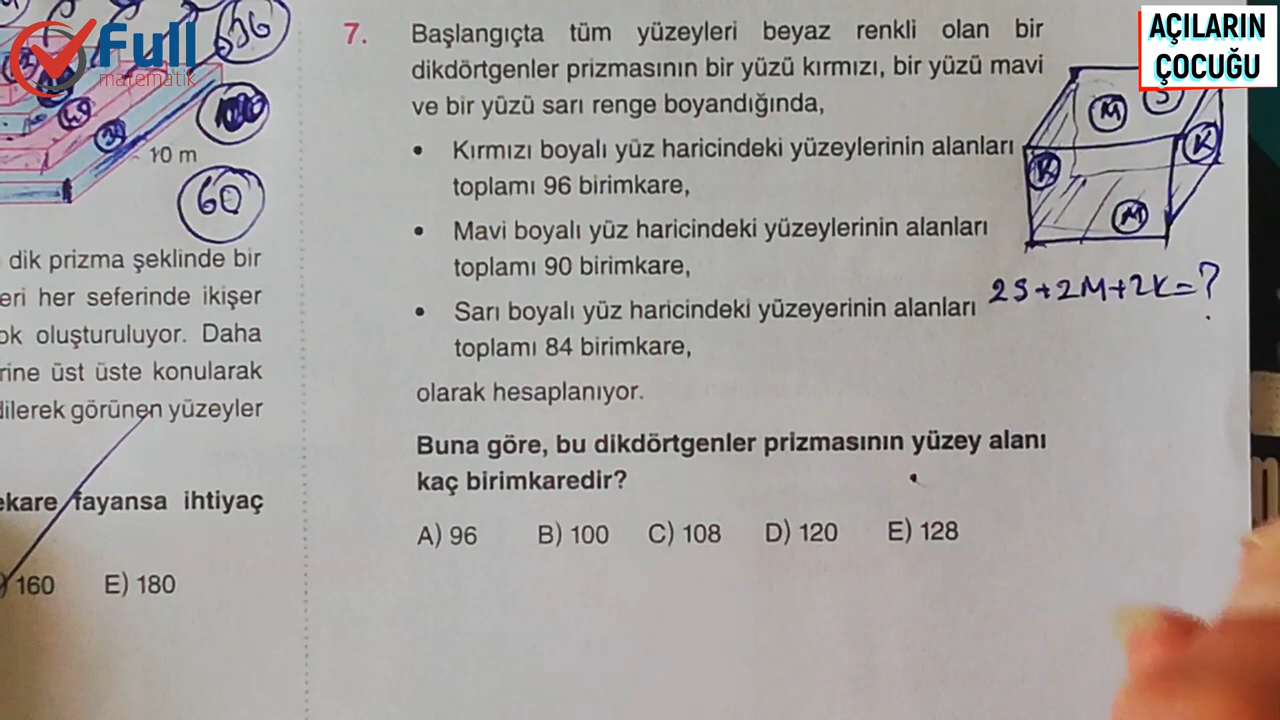 Full
matematik
AÇILARIN
ÇOCUĞU
36
49
36
10 m
60
dik prizma şeklinde bir
eri her seferinde ikişer
ok oluşturuluyor. Daha
rine üst üste konularak
dilerek görünen yüzeyler
ekare fayansa ihtiyaç
160 E) 180
7. Başlangıçta tüm yüzeyleri beyaz renkli olan bir
dikdörtgenler prizmasının bir yüzü kırmızı, bir yüzü mavi
ve bir yüzü sarı renge boyandığında,
• Kırmızı boyalı yüz haricindeki yüzeylerinin alanları
toplamı 96 birimkare,
• Mavi boyalı yüz haricindeki yüzeylerinin alanları
toplamı 90 birimkare,
• Sarı boyalı yüz haricindeki yüzeyerinin alanları
toplamı 84 birimkare,
olarak hesaplanıyor.
Buna göre, bu dikdörtgenler prizmasının yüzey alanı
kaç birimkaredir?
A) 96 B) 100 C) 108 D) 120 E) 128
M S
K K
M
2S+2M+2K=?